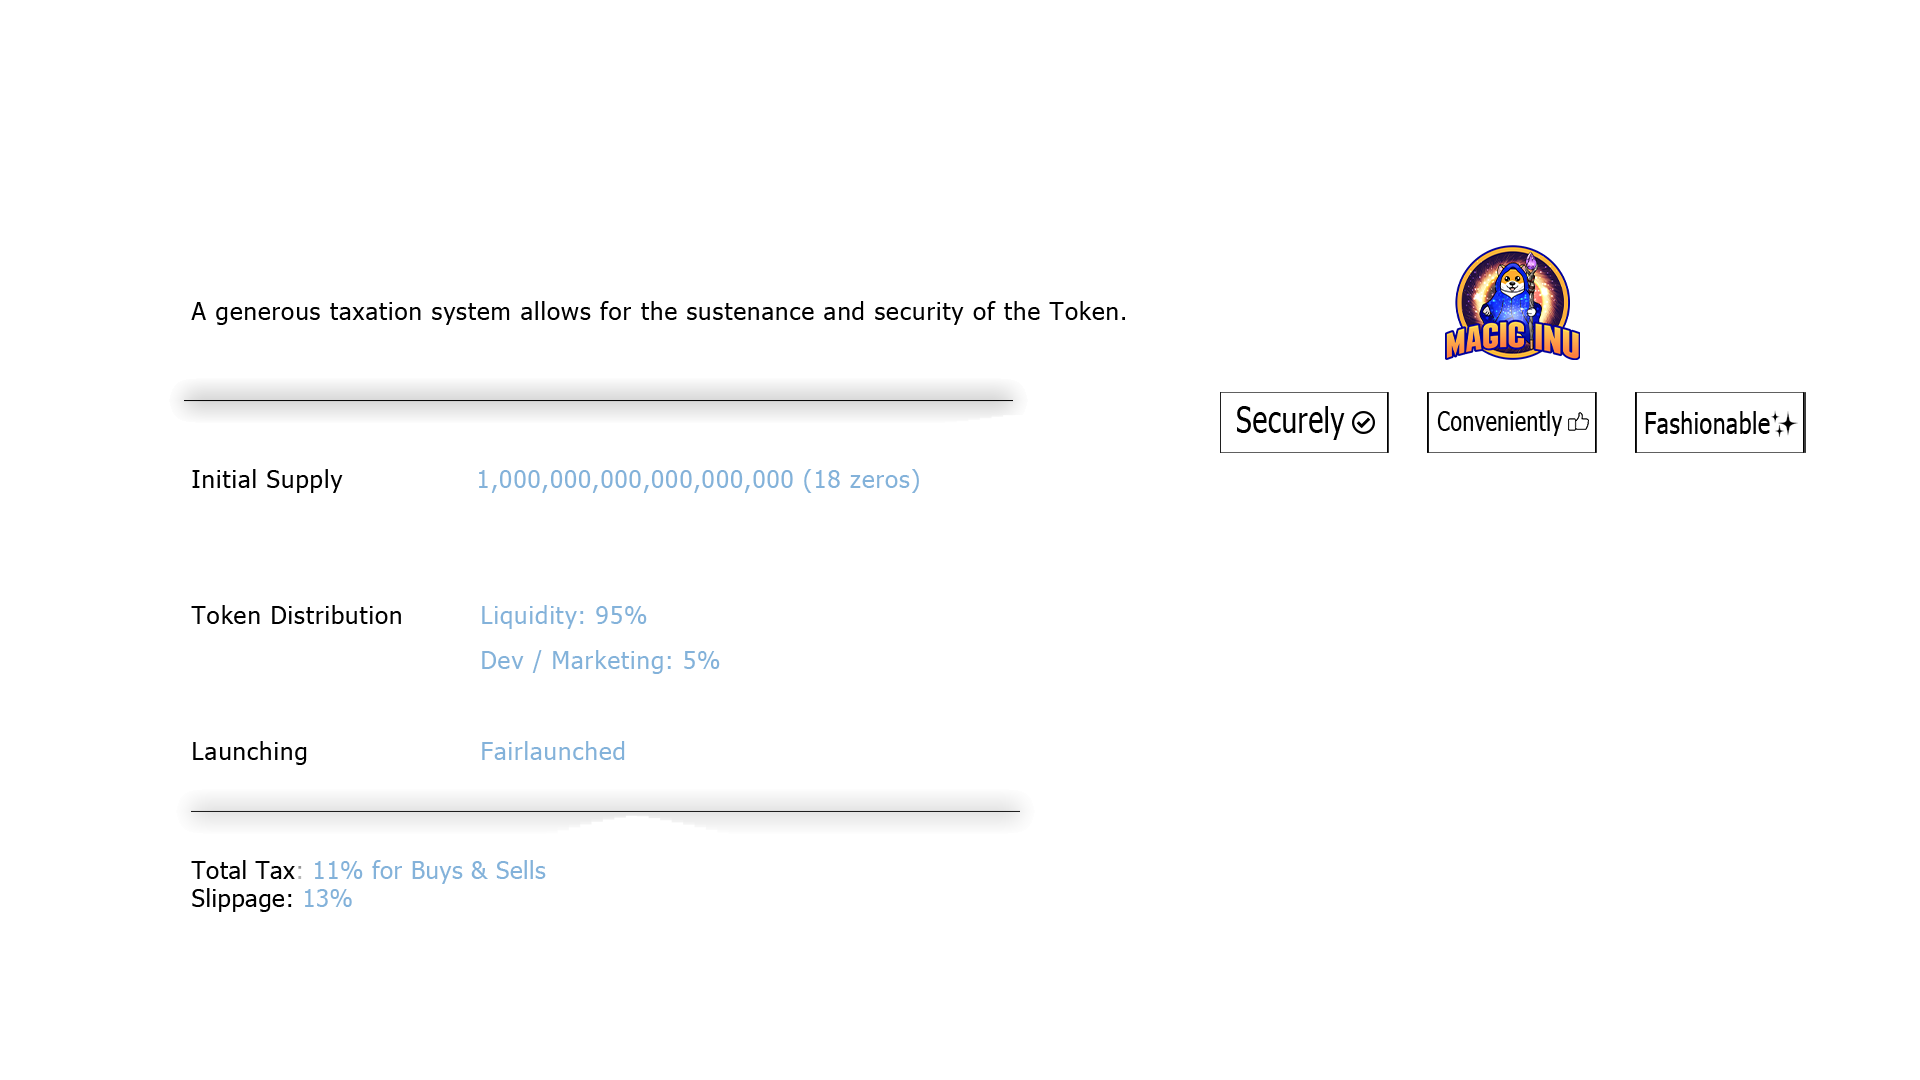 A generous taxation system allows for the sustenance and security of the Token.
MAGIC INU
Securely
Conveniently
Fashionable
Initial Supply 1,000,000,000,000,000,000 (18 zeros)
Token Distribution Liquidity: 95%
Dev / Marketing: 5%
Launching Fairlaunched
Total Tax: 11% for Buys & Sells
Slippage: 13%